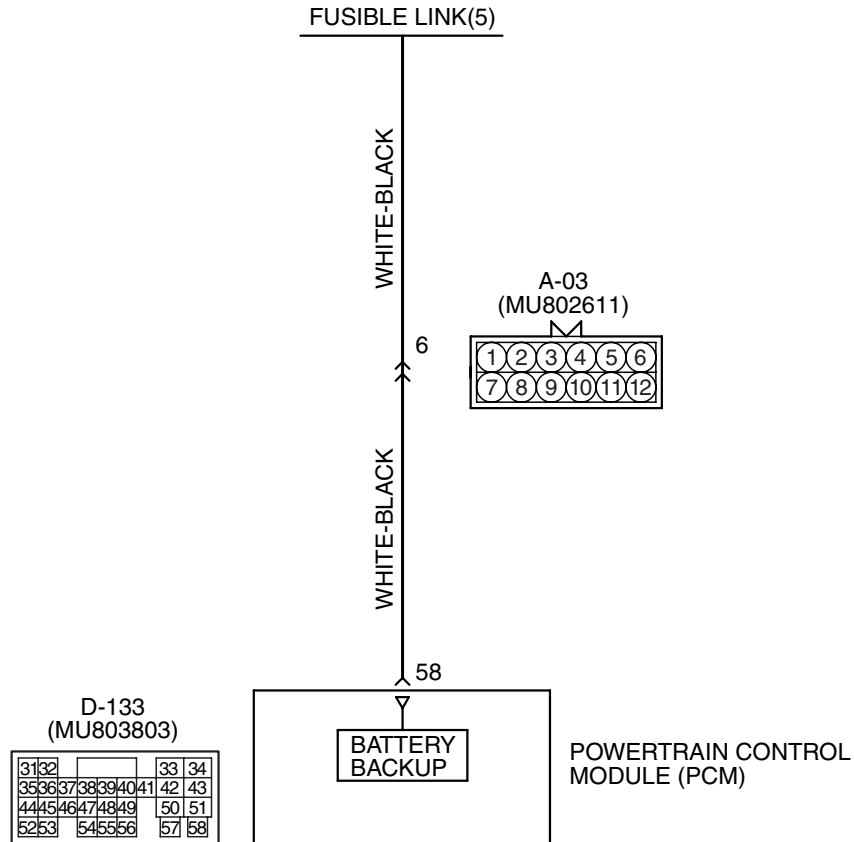 FUSIBLE LINK(5)
WHITE-BLACK
6
A-03
(MU802611)
1 2 3 4 5 6
7 8 9 10 11 12
WHITE-BLACK
58
D-133
(MU803803)
31 32 33 34
35 36 37 38 39 40 41 42 43
44 45 46 47 48 49 50 51
52 53 54 55 56 57 58
BATTERY
BACKUP
POWERTRAIN CONTROL
MODULE (PCM)